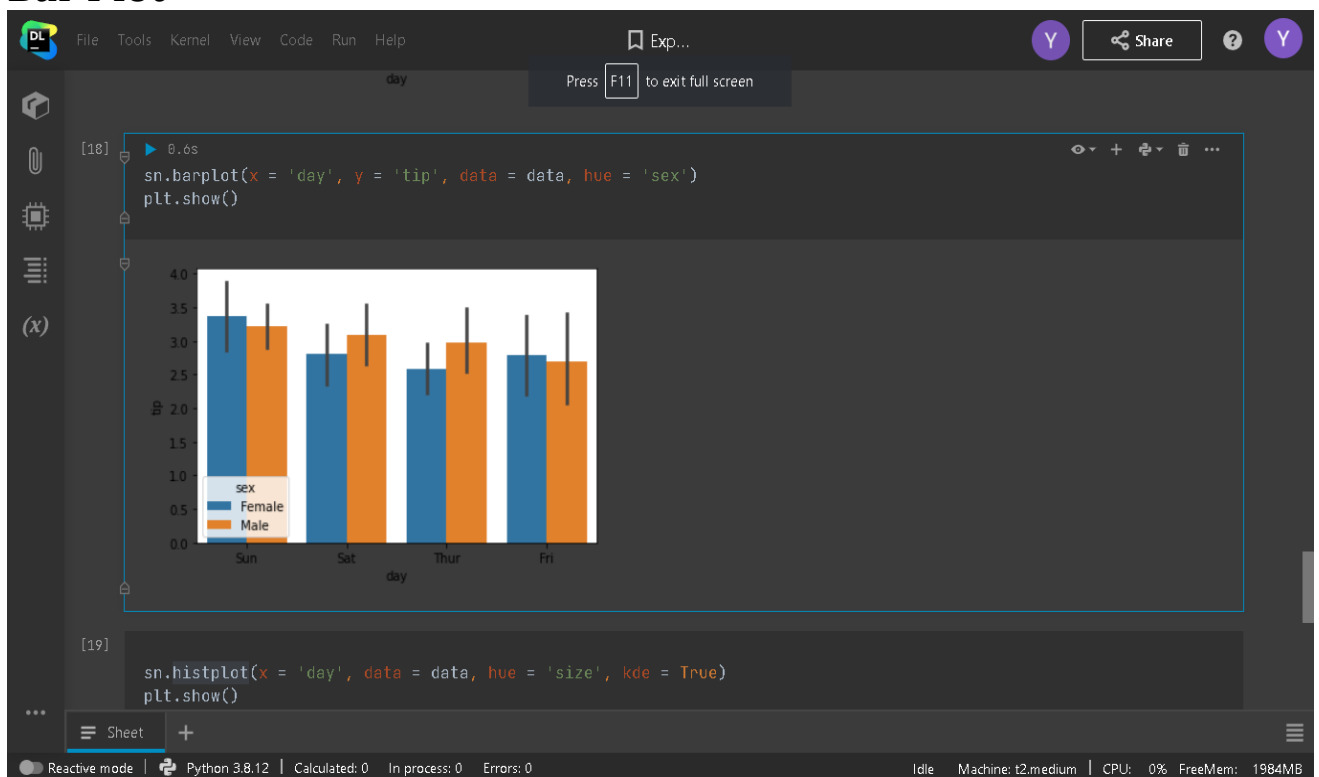 DL
File Tools Kernel View Code Run Help
Exp...
Y
Share
?
Y
day
Press F11 to exit full screen
[18]
0.6s
sn.barplot(x = 'day', y = 'tip', data = data, hue = 'sex')
plt.show()
(x)
4.0
3.5
3.0
2.5
2.0
1.5
1.0
0.5
0.0
tip
sex
Female
Male
Sun Sat Thur Fri
day
[19]
sn.histplot(x = 'day', data = data, hue = 'size', kde = True)
plt.show()
Sheet
Reactive mode | Python 3.8.12 | Calculated: 0 In process: 0 Errors: 0 Idle Machine: t2.medium | CPU: 0% FreeMem: 1984MB